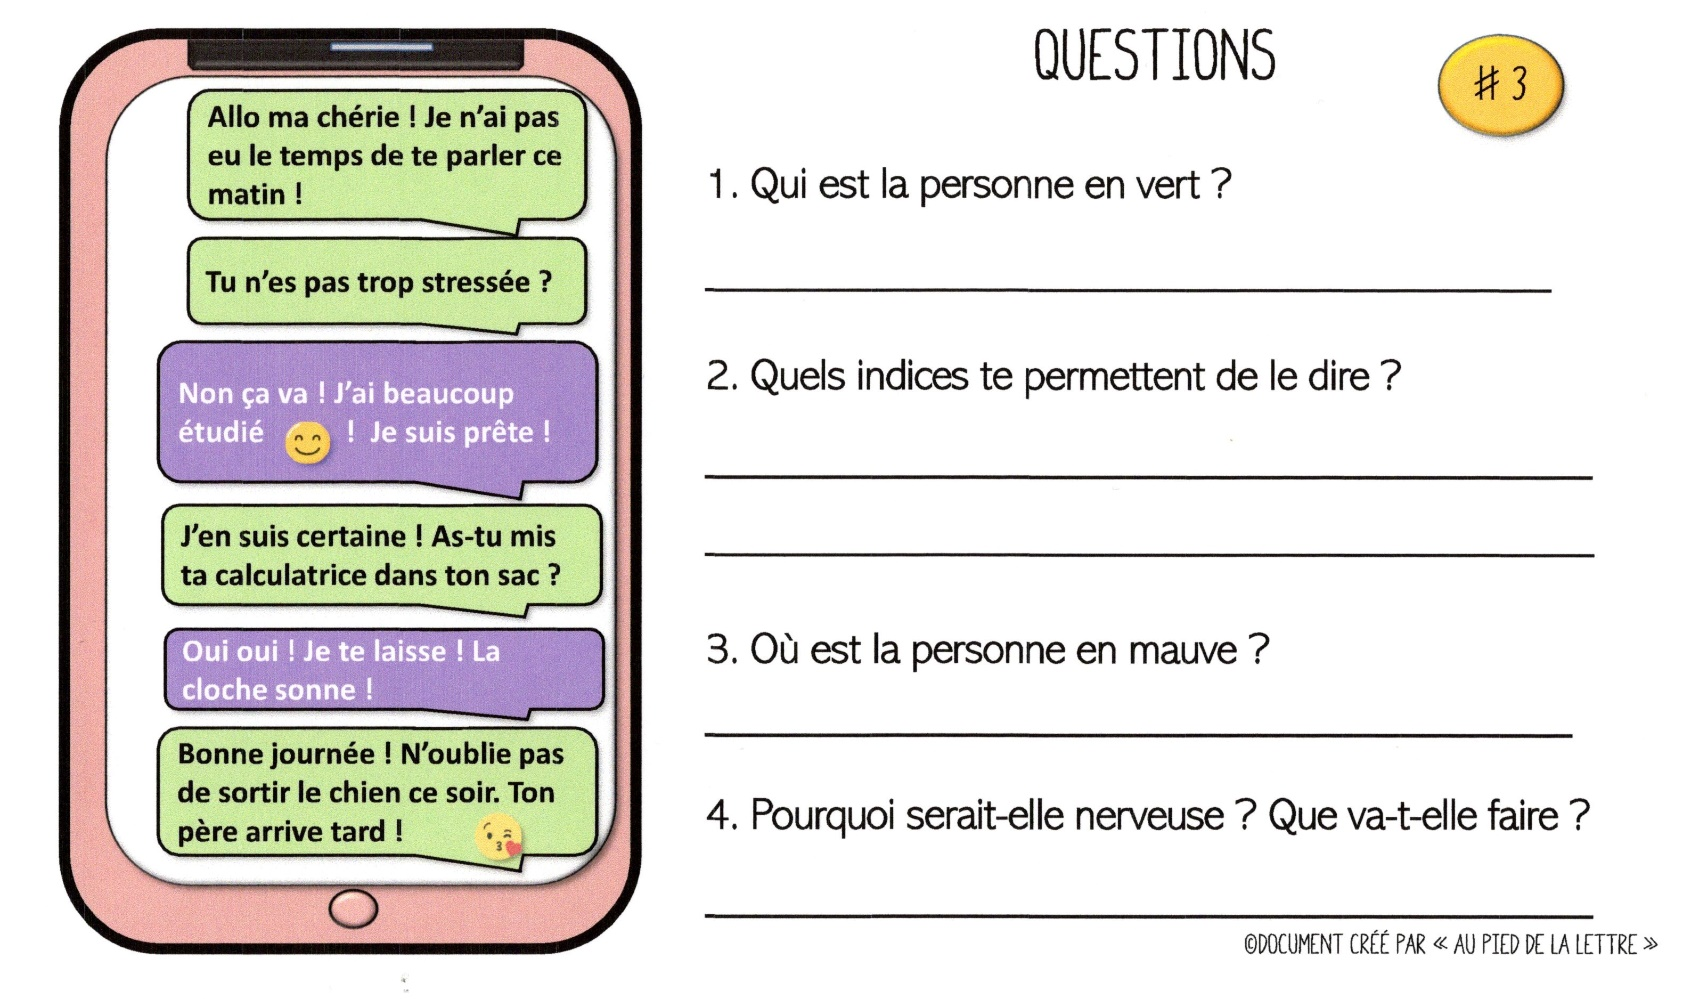 Allo ma chérie ! Je n'ai pas
eu le temps de te parler ce
matin !
Tu n'es pas trop stressée ?
Non ça va ! J'ai beaucoup
étudié 😊 ! Je suis prête !
J'en suis certaine ! As-tu mis
ta calculatrice dans ton sac ?
Oui oui ! Je te laisse ! La
cloche sonne !
Bonne journée ! N'oublie pas
de sortir le chien ce soir. Ton
père arrive tard ! 😘
QUESTIONS
# 3
1. Qui est la personne en vert ?
2. Quels indices te permettent de le dire ?
3. Où est la personne en mauve ?
4. Pourquoi serait-elle nerveuse ? Que va-t-elle faire ?
©DOCUMENT CRÉÉ PAR « AU PIED DE LA LETTRE »